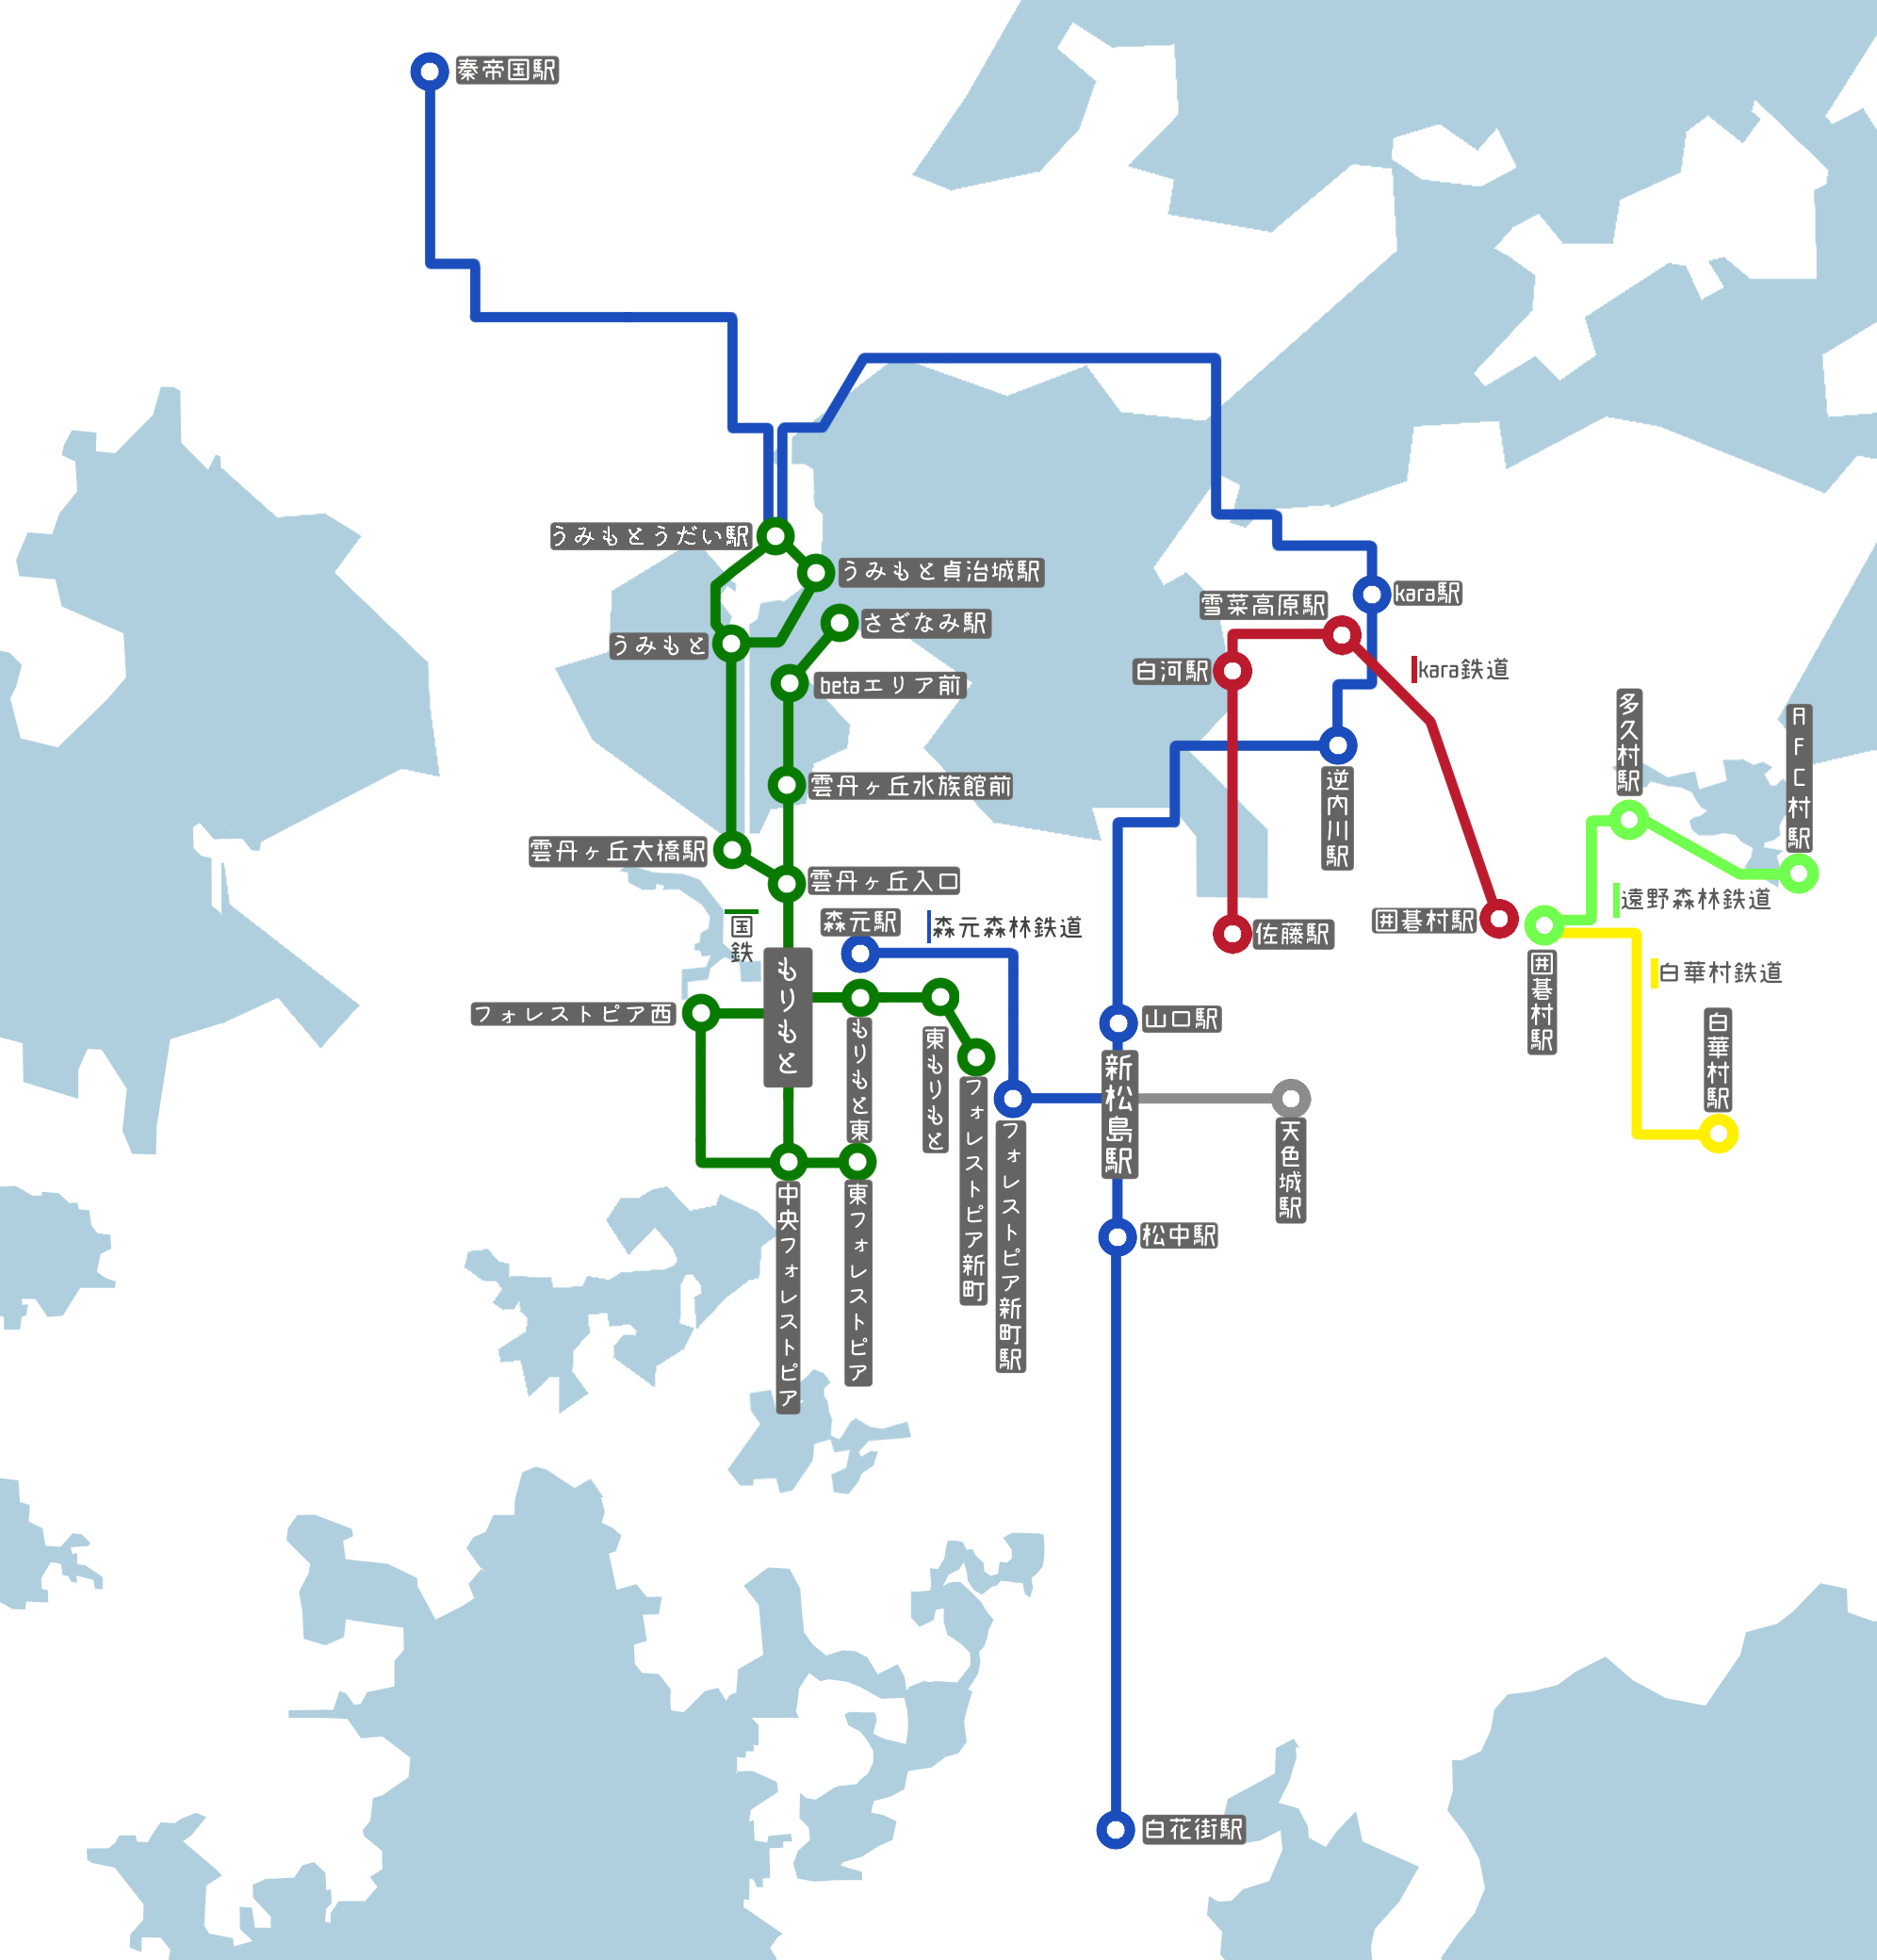 秦帝国駅
うみもとうだい駅
うみもと貞治城駅
kara駅
雪菜高原駅
さざなみ駅
うみもと
白河駅
kara鉄道
betaエリア前
多久村駅
AFC村駅
雲丹ヶ丘水族館前
逆内川駅
雲丹ヶ丘大橋駅
雲丹ヶ丘入口
遠野森林鉄道
国鉄
森元駅
森元森林鉄道
囲碁村駅
佐藤駅
もりもと
囲碁村駅
白華村鉄道
フォレストピア西
もりもと東
東もりもと
山口駅
白華村駅
新松島駅
フォレストピア新町
フォレストピア新町駅
天色城駅
中央フォレストピア
東フォレストピア
松中駅
白花街駅